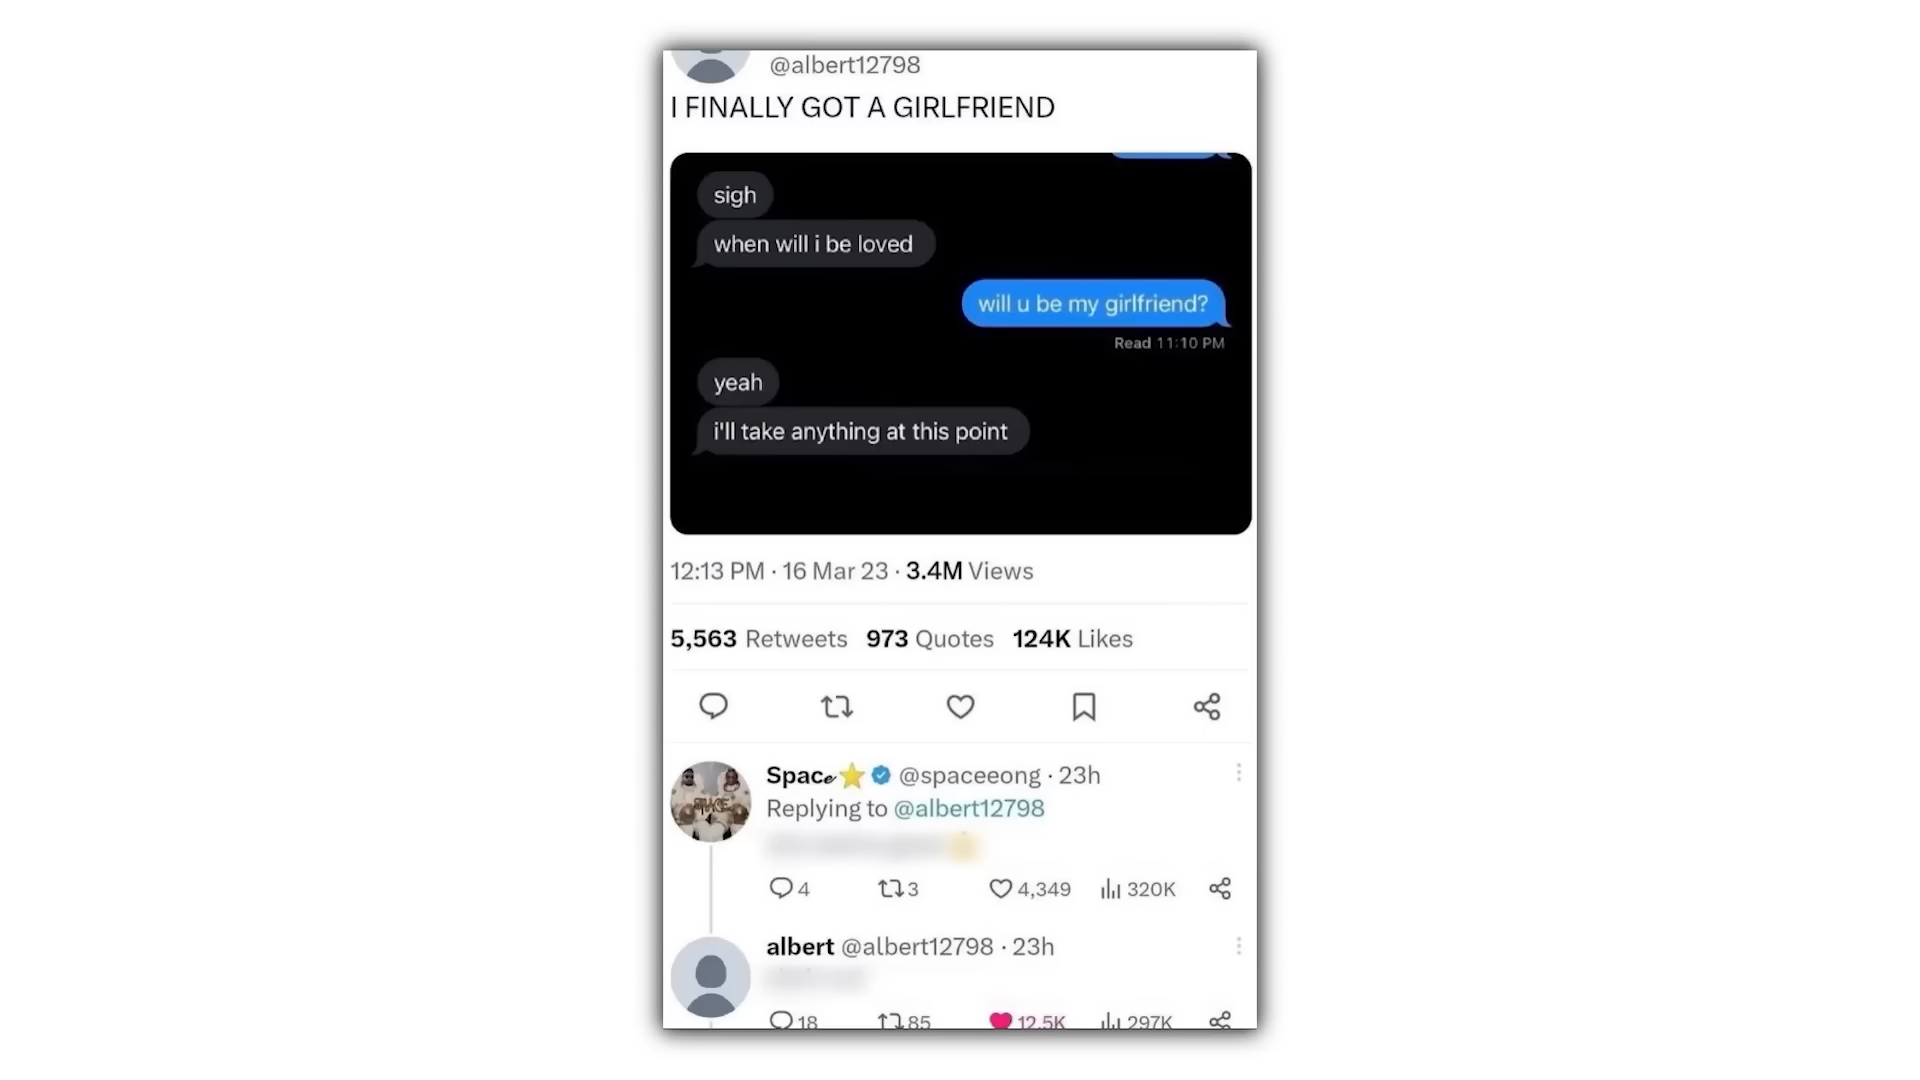 @albert12798
I FINALLY GOT A GIRLFRIEND
sigh
when will i be loved
will u be my girlfriend?
Read 11:10 PM
yeah
i'll take anything at this point
12:13 PM · 16 Mar 23 · 3.4M Views
5,563 Retweets 973 Quotes 124K Likes
Space⭐ @spaceeong · 23h
Replying to @albert12798
4 3 4,349 320K
albert @albert12798 · 23h
18 85 12.5K 297K